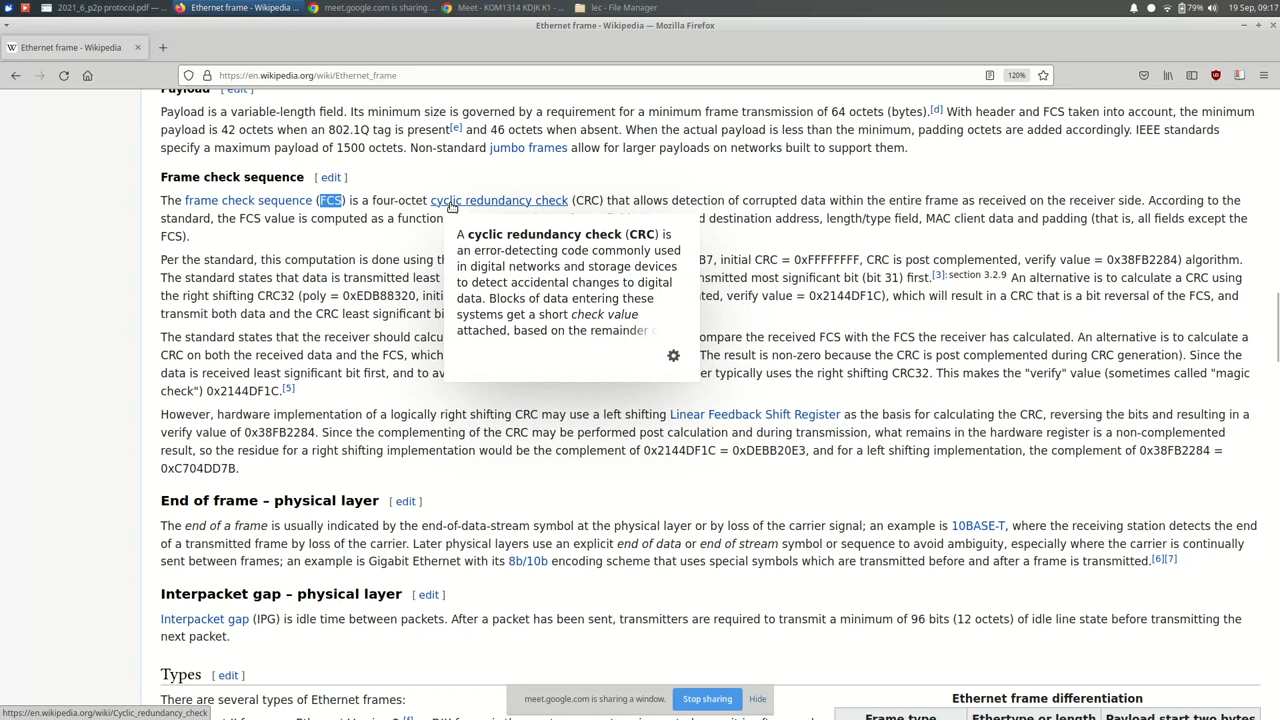 2021_6_p2p protocol.pdf —...
Ethernet frame - Wikipedia ...
meet.google.com is sharing ...
Meet - KOM1314 KDJK K1 - ...
lec - File Manager
79%
19 Sep, 09:17
Ethernet frame - Wikipedia — Mozilla Firefox
W Ethernet frame - Wikipedia
https://en.wikipedia.org/wiki/Ethernet_frame
120%
Payload [ edit ]
Payload is a variable-length field. Its minimum size is governed by a requirement for a minimum frame transmission of 64 octets (bytes).[d] With header and FCS taken into account, the minimum
payload is 42 octets when an 802.1Q tag is present[e] and 46 octets when absent. When the actual payload is less than the minimum, padding octets are added accordingly. IEEE standards
specify a maximum payload of 1500 octets. Non-standard jumbo frames allow for larger payloads on networks built to support them.
Frame check sequence [ edit ]
The frame check sequence (FCS) is a four-octet cyclic redundancy check (CRC) that allows detection of corrupted data within the entire frame as received on the receiver side. According to the
standard, the FCS value is computed as a function destination address, length/type field, MAC client data and padding (that is, all fields except the
FCS).
Per the standard, this computation is done using th B7, initial CRC = 0xFFFFFFFF, CRC is post complemented, verify value = 0x38FB2284) algorithm.
The standard states that data is transmitted least smitted most significant bit (bit 31) first.[3]: section 3.2.9 An alternative is to calculate a CRC using
the right shifting CRC32 (poly = 0xEDB88320, initi ted, verify value = 0x2144DF1C), which will result in a CRC that is a bit reversal of the FCS, and
transmit both data and the CRC least significant bi
The standard states that the receiver should calcu ompare the received FCS with the FCS the receiver has calculated. An alternative is to calculate a
CRC on both the received data and the FCS, which The result is non-zero because the CRC is post complemented during CRC generation). Since the
data is received least significant bit first, and to av er typically uses the right shifting CRC32. This makes the "verify" value (sometimes called "magic
check") 0x2144DF1C.[5]
A cyclic redundancy check (CRC) is
an error-detecting code commonly used
in digital networks and storage devices
to detect accidental changes to digital
data. Blocks of data entering these
systems get a short check value
attached, based on the remainder
However, hardware implementation of a logically right shifting CRC may use a left shifting Linear Feedback Shift Register as the basis for calculating the CRC, reversing the bits and resulting in a
verify value of 0x38FB2284. Since the complementing of the CRC may be performed post calculation and during transmission, what remains in the hardware register is a non-complemented
result, so the residue for a right shifting implementation would be the complement of 0x2144DF1C = 0xDEBB20E3, and for a left shifting implementation, the complement of 0x38FB2284 =
0xC704DD7B.
End of frame – physical layer [ edit ]
The end of a frame is usually indicated by the end-of-data-stream symbol at the physical layer or by loss of the carrier signal; an example is 10BASE-T, where the receiving station detects the end
of a transmitted frame by loss of the carrier. Later physical layers use an explicit end of data or end of stream symbol or sequence to avoid ambiguity, especially where the carrier is continually
sent between frames; an example is Gigabit Ethernet with its 8b/10b encoding scheme that uses special symbols which are transmitted before and after a frame is transmitted.[6][7]
Interpacket gap – physical layer [ edit ]
Interpacket gap (IPG) is idle time between packets. After a packet has been sent, transmitters are required to transmit a minimum of 96 bits (12 octets) of idle line state before transmitting the
next packet.
Types [ edit ]
There are several types of Ethernet frames:
Ethernet frame differentiation
Frame type Ethertype or length Payload start two bytes
meet.google.com is sharing a window. Stop sharing Hide
https://en.wikipedia.org/wiki/Cyclic_redundancy_check